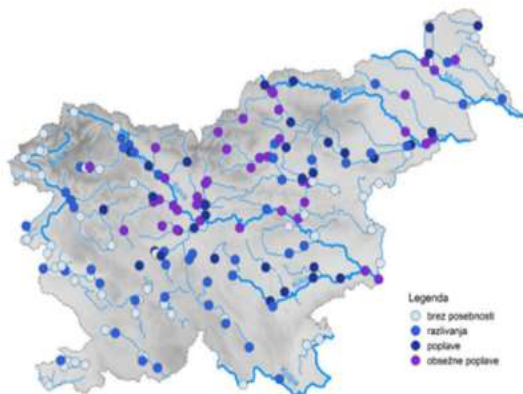 Legenda
brez posebnosti
razlivanja
poplave
obsežne poplave